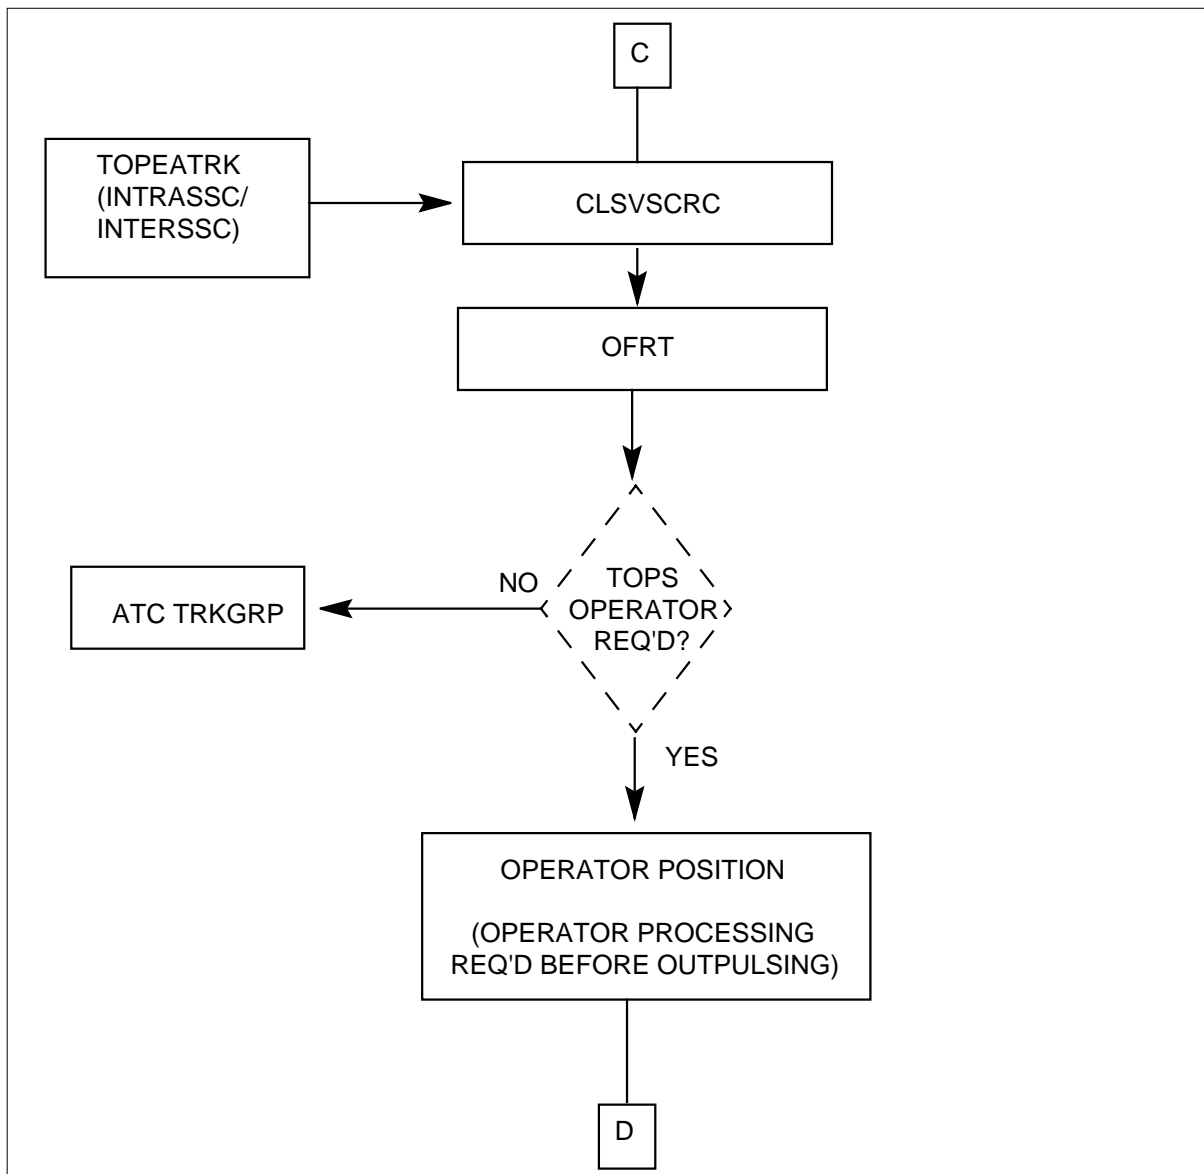 C
TOPEATRK
(INTRASSC/
INTERSSC)
CLSVSCRC
OFRT
NO
TOPS
OPERATOR
REQ'D?
ATC TRKGRP
YES
OPERATOR POSITION
(OPERATOR PROCESSING
REQ'D BEFORE OUTPULSING)
D